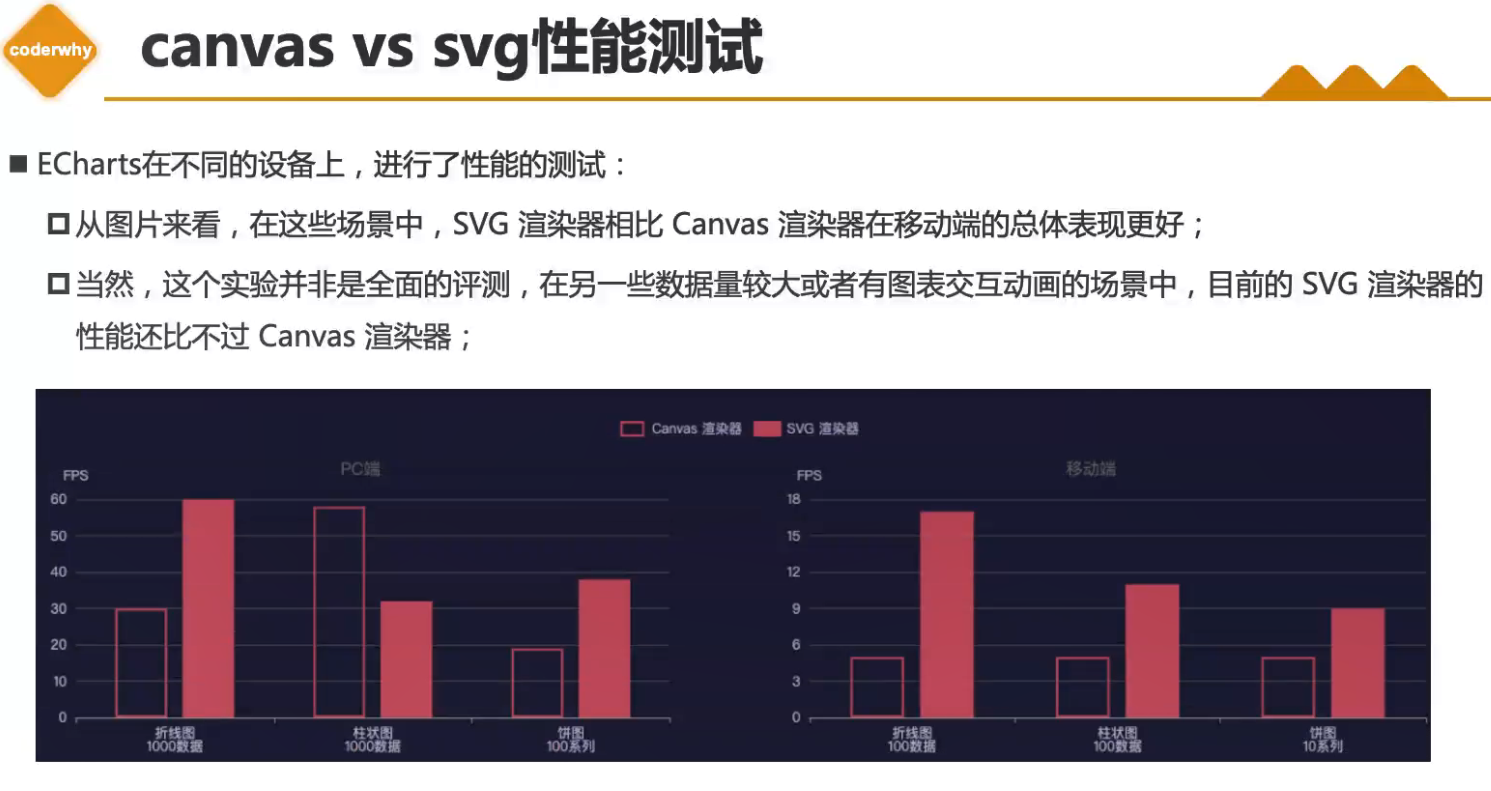 coderwhy
canvas vs svg性能测试
ECharts在不同的设备上，进行了性能的测试：
从图片来看，在这些场景中，SVG 渲染器相比 Canvas 渲染器在移动端的总体表现更好；
当然，这个实验并非是全面的评测，在另一些数据量较大或者有图表交互动画的场景中，目前的 SVG 渲染器的
性能还比不过 Canvas 渲染器；
Canvas 渲染器 SVG 渲染器
PC端
FPS
60
50
40
30
20
10
0
折线图
1000数据
柱状图
1000数据
饼图
100系列
移动端
FPS
18
15
12
9
6
3
0
折线图
100数据
柱状图
100数据
饼图
10系列